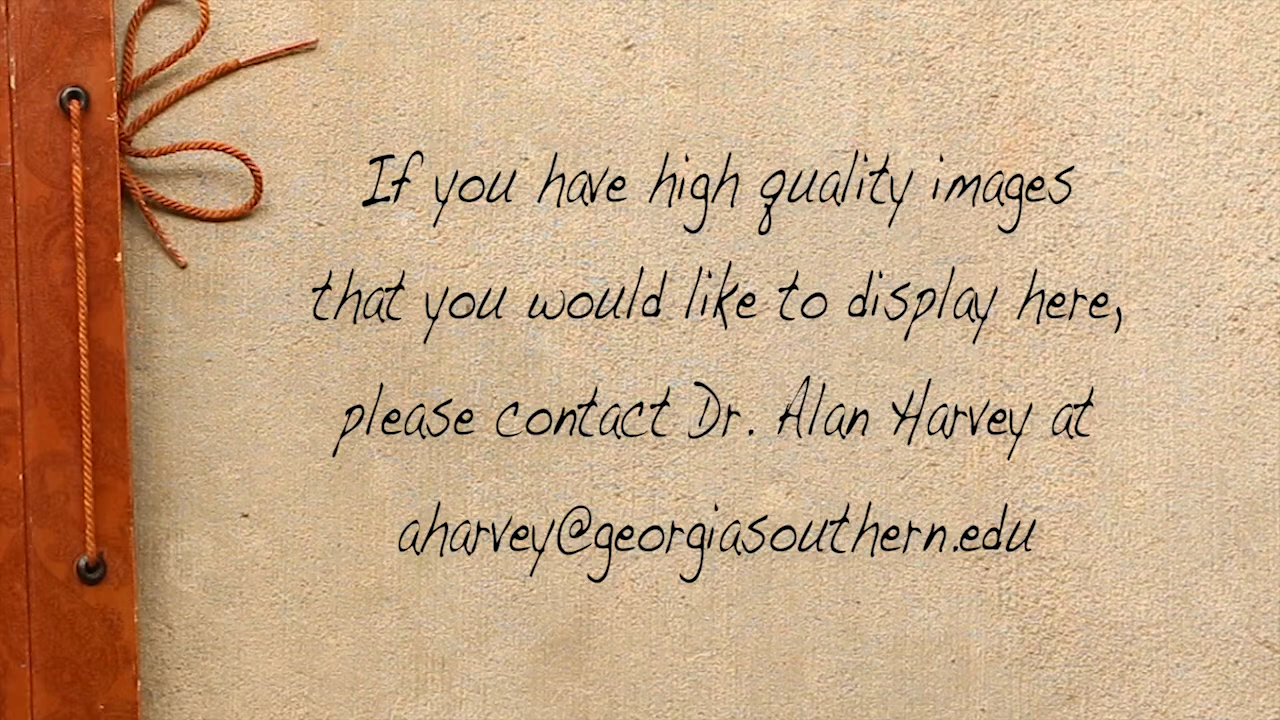 If you have high quality images
that you would like to display here,
please contact Dr. Alan Harvey at
aharvey@georgiasouthern.edu